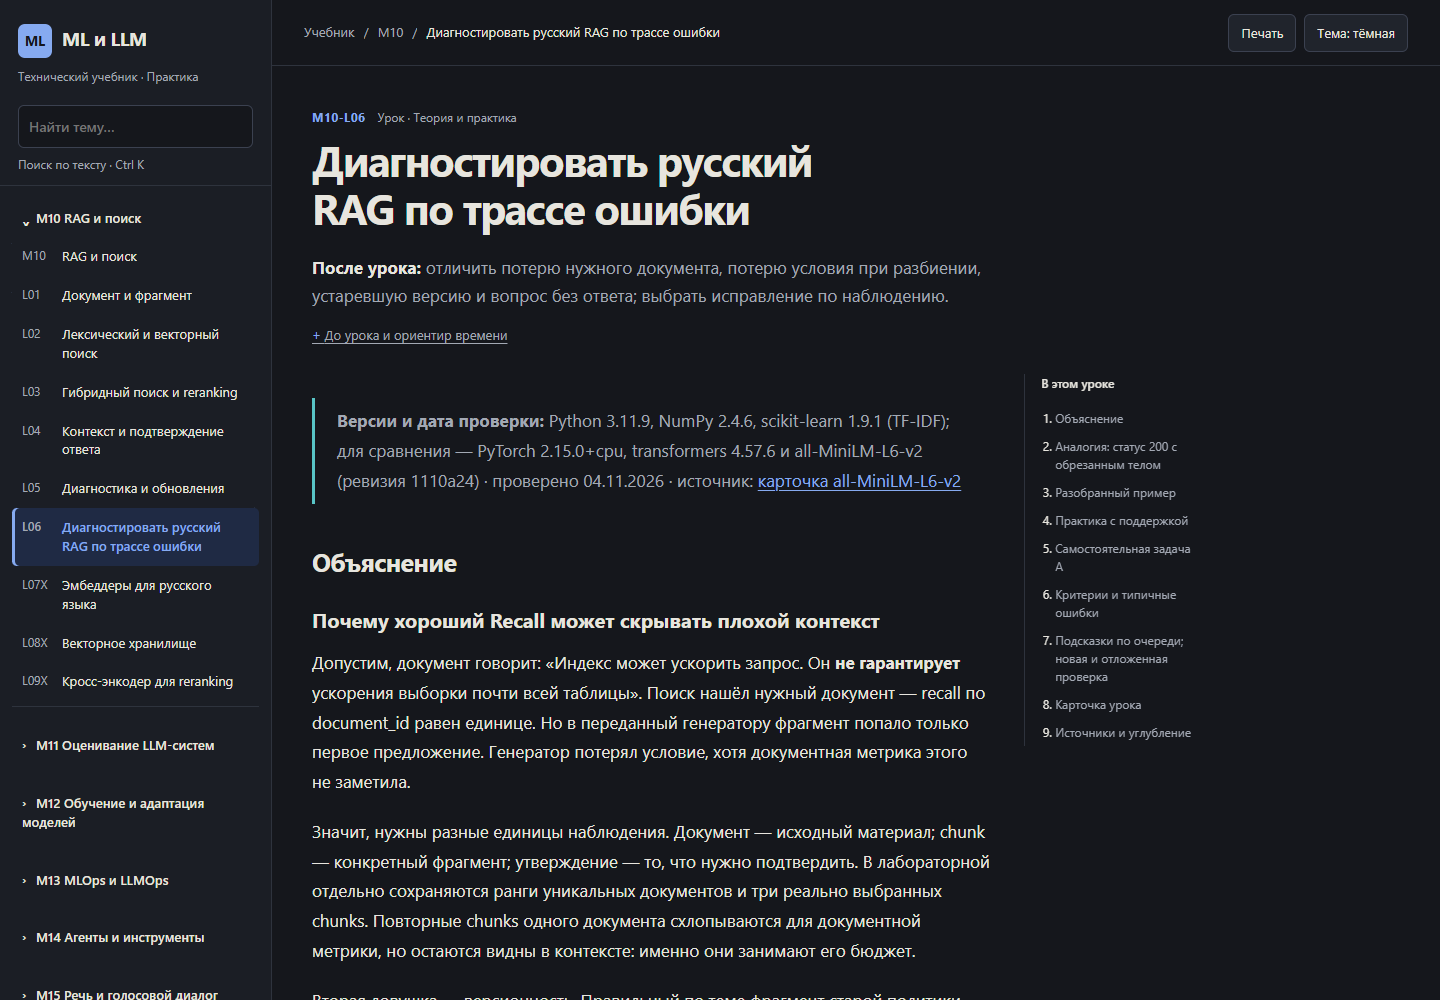 ML ML и LLM
Технический учебник · Практика
Найти тему...
Поиск по тексту · Ctrl K
M10 RAG и поиск
M10 RAG и поиск
L01 Документ и фрагмент
L02 Лексический и векторный
поиск
L03 Гибридный поиск и reranking
L04 Контекст и подтверждение
ответа
L05 Диагностика и обновления
L06 Диагностировать русский
RAG по трассе ошибки
L07X Эмбеддеры для русского
языка
L08X Векторное хранилище
L09X Кросс-энкодер для reranking
M11 Оценивание LLM-систем
M12 Обучение и адаптация
моделей
M13 MLOps и LLMOps
M14 Агенты и инструменты
M15 Речь и голосовой диалог
Учебник / M10 / Диагностировать русский RAG по трассе ошибки
Печать
Тема: тёмная
M10-L06 Урок · Теория и практика
Диагностировать русский
RAG по трассе ошибки
После урока: отличить потерю нужного документа, потерю условия при разбиении,
устаревшую версию и вопрос без ответа; выбрать исправление по наблюдению.
+ До урока и ориентир времени
Версии и дата проверки: Python 3.11.9, NumPy 2.4.6, scikit-learn 1.9.1 (TF-IDF);
для сравнения — PyTorch 2.15.0+cpu, transformers 4.57.6 и all-MiniLM-L6-v2
(ревизия 1110a24) · проверено 04.11.2026 · источник: карточка all-MiniLM-L6-v2
Объяснение
Почему хороший Recall может скрывать плохой контекст
Допустим, документ говорит: «Индекс может ускорить запрос. Он не гарантирует
ускорения выборки почти всей таблицы». Поиск нашёл нужный документ — recall по
document_id равен единице. Но в переданный генератору фрагмент попало только
первое предложение. Генератор потерял условие, хотя документная метрика этого
не заметила.
Значит, нужны разные единицы наблюдения. Документ — исходный материал; chunk
— конкретный фрагмент; утверждение — то, что нужно подтвердить. В лабораторной
отдельно сохраняются ранги уникальных документов и три реально выбранных
chunks. Повторные chunks одного документа схлопываются для документной
метрики, но остаются видны в контексте: именно они занимают его бюджет.
Вторая ловушка — версионность. Правильный по теме фрагмент старой политики
В этом уроке
1. Объяснение
2. Аналогия: статус 200 с
обрезанным телом
3. Разобранный пример
4. Практика с поддержкой
5. Самостоятельная задача
А
6. Критерии и типичные
ошибки
7. Подсказки по очереди;
новая и отложенная
проверка
8. Карточка урока
9. Источники и углубление